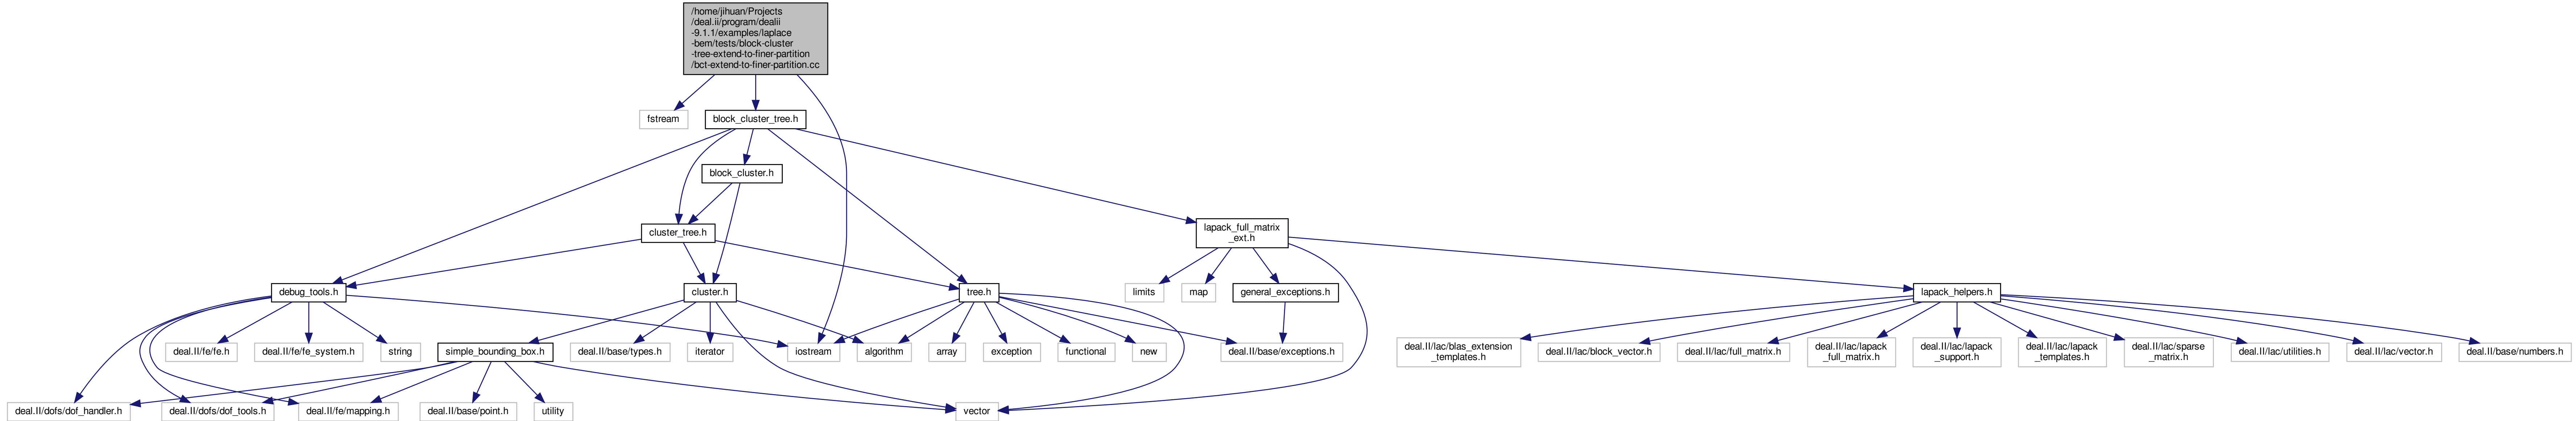 /home/jihuan/Projects
/deal.ii/program/dealii
-9.1.1/examples/laplace
-bem/tests/block-cluster
-tree-extend-to-finer-partition
/bct-extend-to-finer-partition.cc
fstream
block_cluster_tree.h
block_cluster.h
cluster_tree.h
lapack_full_matrix
_ext.h
debug_tools.h
cluster.h
tree.h
limits
map
general_exceptions.h
lapack_helpers.h
deal.II/fe/fe.h
deal.II/fe/fe_system.h
string
simple_bounding_box.h
deal.II/base/types.h
iterator
iostream
algorithm
array
exception
functional
new
deal.II/base/exceptions.h
deal.II/lac/blas_extension
_templates.h
deal.II/lac/block_vector.h
deal.II/lac/full_matrix.h
deal.II/lac/lapack
_full_matrix.h
deal.II/lac/lapack
_support.h
deal.II/lac/lapack
_templates.h
deal.II/lac/sparse
_matrix.h
deal.II/lac/utilities.h
deal.II/lac/vector.h
deal.II/base/numbers.h
deal.II/dofs/dof_handler.h
deal.II/dofs/dof_tools.h
deal.II/fe/mapping.h
deal.II/base/point.h
utility
vector